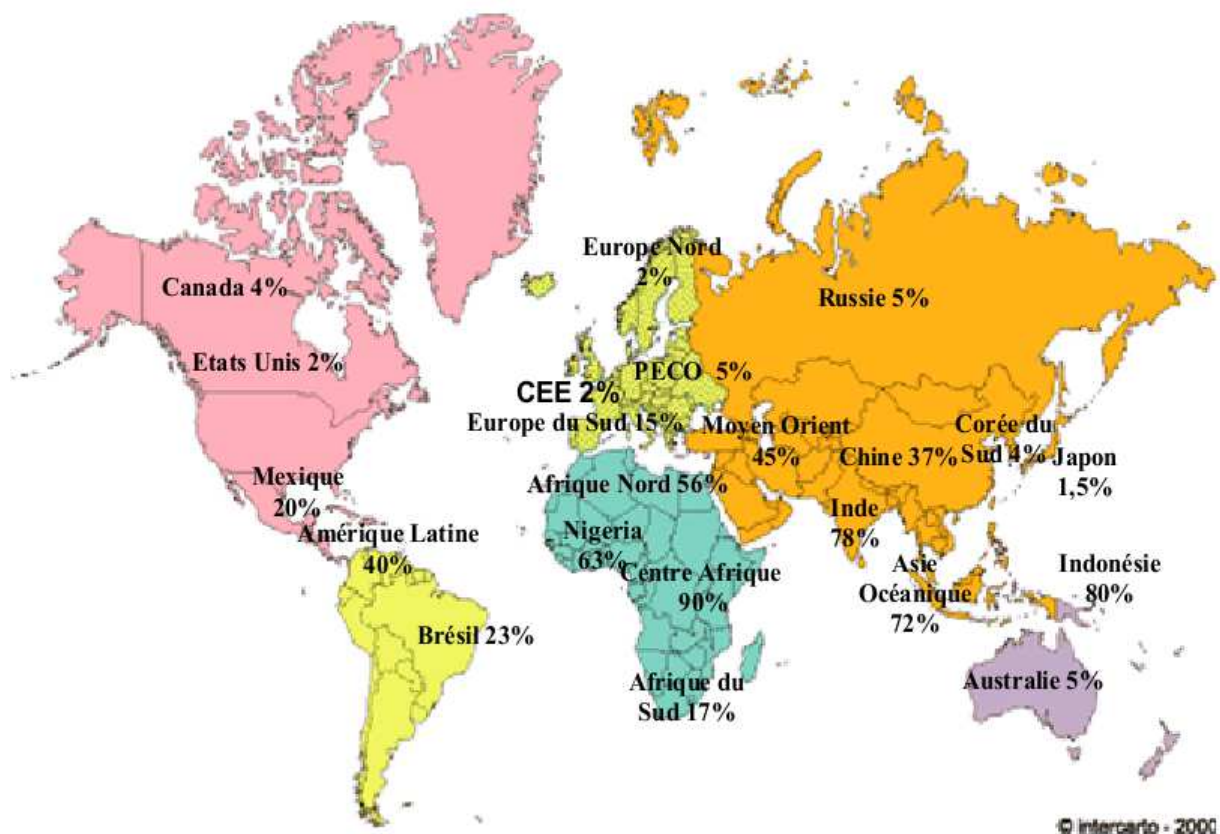 Europe Nord
2%
Canada 4%
Russie 5%
Etats Unis 2%
PECO 5%
CEE 2%
Europe du Sud 15%
Moyen Orient
45%
Chine 37%
Corée du
Sud 4%
Japon
1,5%
Mexique
20%
Afrique Nord 56%
Inde
78%
Amérique Latine
40%
Nigeria
63%
Centre Afrique
90%
Asie
Océanique
72%
Indonésie
80%
Brésil 23%
Afrique du
Sud 17%
Australie 5%
© intercarto - 2000